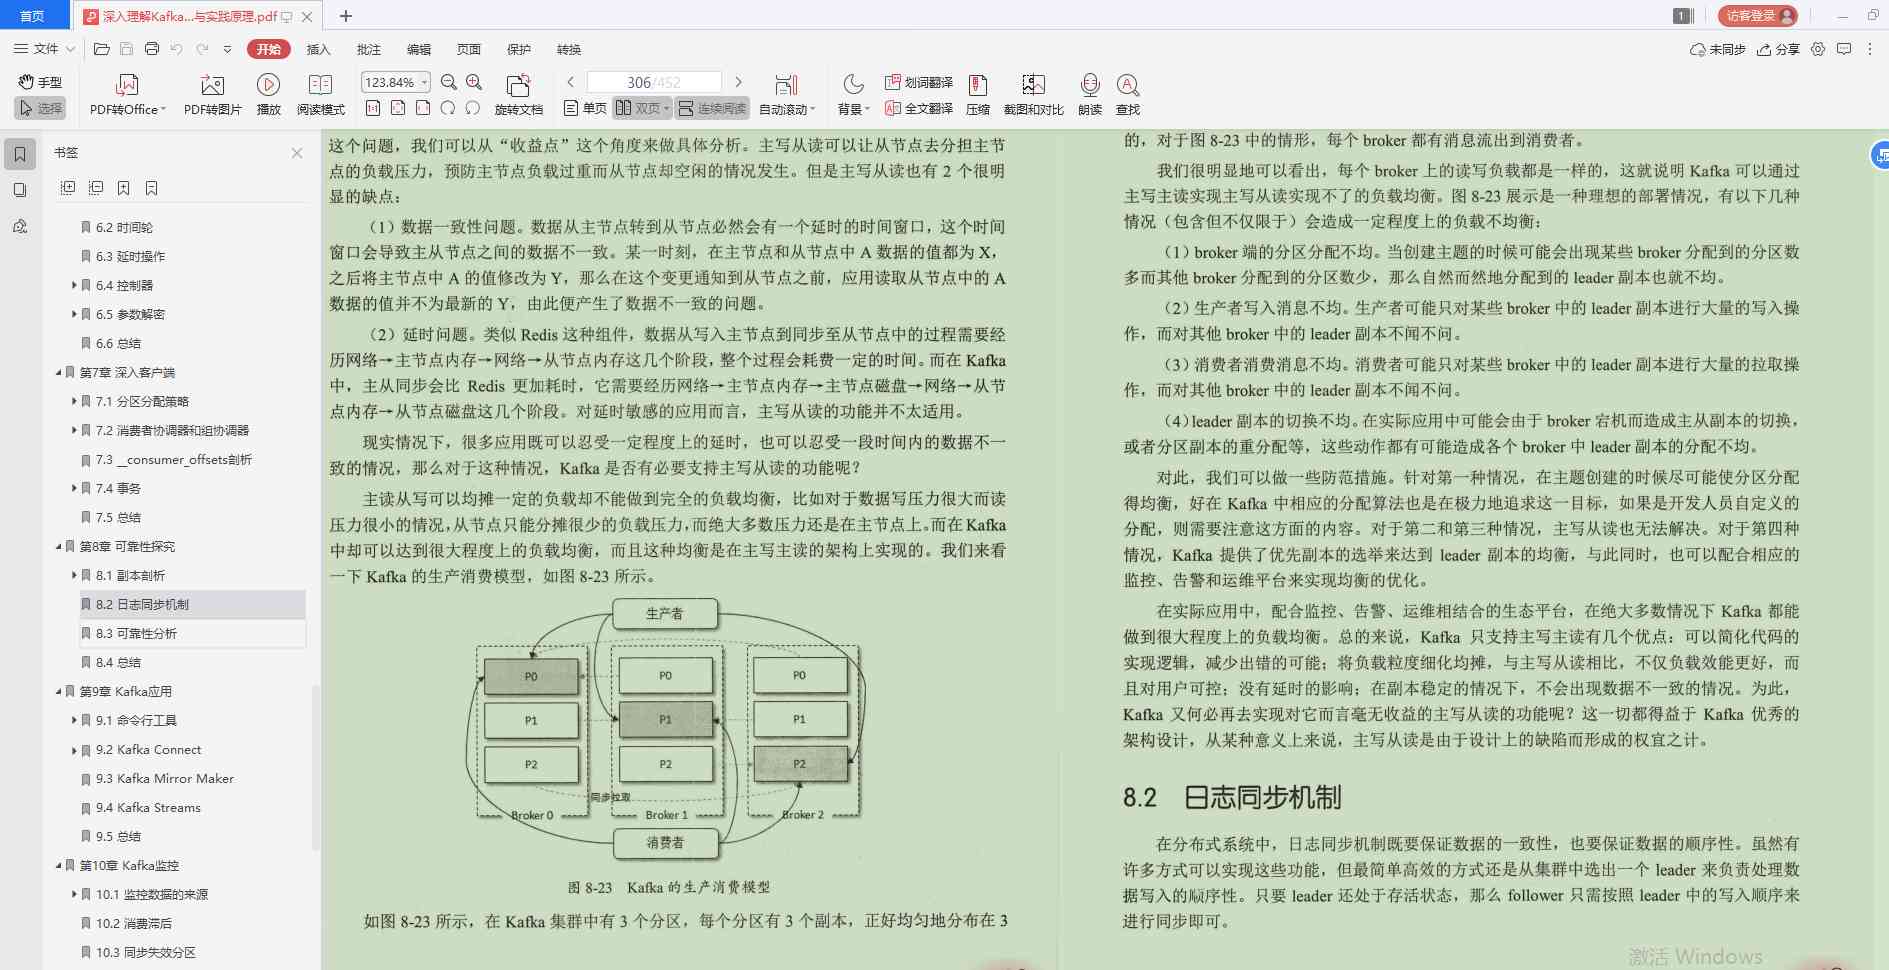 首页
深入理解Kafka...与实践原理.pdf
1
访客登录
文件
开始 插入 批注 编辑 页面 保护 转换
未同步 分享
手型
选择
PDF转Office
PDF转图片
播放
阅读模式
123.84%
旋转文档
306/452
单页 双页 连续阅读
自动滚动
背景
划词翻译
全文翻译
压缩
截图和对比
朗读
查找
书签
6.2 时间轮
6.3 延时操作
6.4 控制器
6.5 参数解密
6.6 总结
第7章 深入客户端
7.1 分区分配策略
7.2 消费者协调器和组协调器
7.3 __consumer_offsets剖析
7.4 事务
7.5 总结
第8章 可靠性探究
8.1 副本剖析
8.2 日志同步机制
8.3 可靠性分析
8.4 总结
第9章 Kafka应用
9.1 命令行工具
9.2 Kafka Connect
9.3 Kafka Mirror Maker
9.4 Kafka Streams
9.5 总结
第10章 Kafka监控
10.1 监控数据的来源
10.2 消费滞后
10.3 同步失效分区
这个问题，我们可以从“收益点”这个角度来做具体分析。主写从读可以让从节点去分担主节
点的负载压力，预防主节点负载过重而从节点却空闲的情况发生。但是主写从读也有 2 个很明
显的缺点：
（1）数据一致性问题。数据从主节点转到从节点必然会有一个延时的时间窗口，这个时间
窗口会导致主从节点之间的数据不一致。某一时刻，在主节点和从节点中 A 数据的值都为 X，
之后将主节点中 A 的值修改为 Y，那么在这个变更通知到从节点之前，应用读取从节点中的 A
数据的值并不为最新的 Y，由此便产生了数据不一致的问题。
（2）延时问题。类似 Redis 这种组件，数据从写入主节点到同步至从节点中的过程需要经
历网络→主节点内存→网络→从节点内存这几个阶段，整个过程会耗费一定的时间。而在 Kafka
中，主从同步会比 Redis 更加耗时，它需要经历网络→主节点内存→主节点磁盘→网络→从节
点内存→从节点磁盘这几个阶段。对延时敏感的应用而言，主写从读的功能并不太适用。
现实情况下，很多应用既可以忍受一定程度上的延时，也可以忍受一段时间内的数据不一
致的情况，那么对于这种情况，Kafka 是否有必要支持主写从读的功能呢？
主读从写可以均摊一定的负载却不能做到完全的负载均衡，比如对于数据写压力很大而读
压力很小的情况，从节点只能分摊很少的负载压力，而绝大多数压力还是在主节点上。而在 Kafka
中却可以达到很大程度上的负载均衡，而且这种均衡是在主写主读的架构上实现的。我们来看
一下 Kafka 的生产消费模型，如图 8-23 所示。
生产者
P0 P0 P0
P1 P1 P1
P2 P2 P2
同步拉取
Broker 0 Broker 1 Broker 2
消费者
图 8-23 Kafka 的生产消费模型
如图 8-23 所示，在 Kafka 集群中有 3 个分区，每个分区有 3 个副本，正好均匀地分布在 3
的，对于图 8-23 中的情形，每个 broker 都有消息流出到消费者。
我们很明显地可以看出，每个 broker 上的读写负载都是一样的，这就说明 Kafka 可以通过
主写主读实现主写从读实现不了的负载均衡。图 8-23 展示是一种理想的部署情况，有以下几种
情况（包含但不仅限于）会造成一定程度上的负载不均衡：
（1）broker 端的分区分配不均。当创建主题的时候可能会出现某些 broker 分配到的分区数
多而其他 broker 分配到的分区数少，那么自然而然地分配到的 leader 副本也就不均。
（2）生产者写入消息不均。生产者可能只对某些 broker 中的 leader 副本进行大量的写入操
作，而对其他 broker 中的 leader 副本不闻不问。
（3）消费者消费消息不均。消费者可能只对某些 broker 中的 leader 副本进行大量的拉取操
作，而对其他 broker 中的 leader 副本不闻不问。
（4）leader 副本的切换不均。在实际应用中可能会由于 broker 宕机而造成主从副本的切换，
或者分区副本的重分配等，这些动作都有可能造成各个 broker 中 leader 副本的分配不均。
对此，我们可以做一些防范措施。针对第一种情况，在主题创建的时候尽可能使分区分配
得均衡，好在 Kafka 中相应的分配算法也是在极力地追求这一目标，如果是开发人员自定义的
分配，则需要注意这方面的内容。对于第二和第三种情况，主写从读也无法解决。对于第四种
情况，Kafka 提供了优先副本的选举来达到 leader 副本的均衡，与此同时，也可以配合相应的
监控、告警和运维平台来实现均衡的优化。
在实际应用中，配合监控、告警、运维相结合的生态平台，在绝大多数情况下 Kafka 都能
做到很大程度上的负载均衡。总的来说，Kafka 只支持主写主读有几个优点：可以简化代码的
实现逻辑，减少出错的可能；将负载粒度细化均摊，与主写从读相比，不仅负载效能更好，而
且对用户可控；没有延时的影响；在副本稳定的情况下，不会出现数据不一致的情况。为此，
Kafka 又何必再去实现对它而言毫无收益的主写从读的功能呢？这一切都得益于 Kafka 优秀的
架构设计，从某种意义上来说，主写从读是由于设计上的缺陷而形成的权宜之计。
8.2 日志同步机制
在分布式系统中，日志同步机制既要保证数据的一致性，也要保证数据的顺序性。虽然有
许多方式可以实现这些功能，但最简单高效的方式还是从集群中选出一个 leader 来负责处理数
据写入的顺序性。只要 leader 还处于存活状态，那么 follower 只需按照 leader 中的写入顺序来
进行同步即可。
激活 Windows